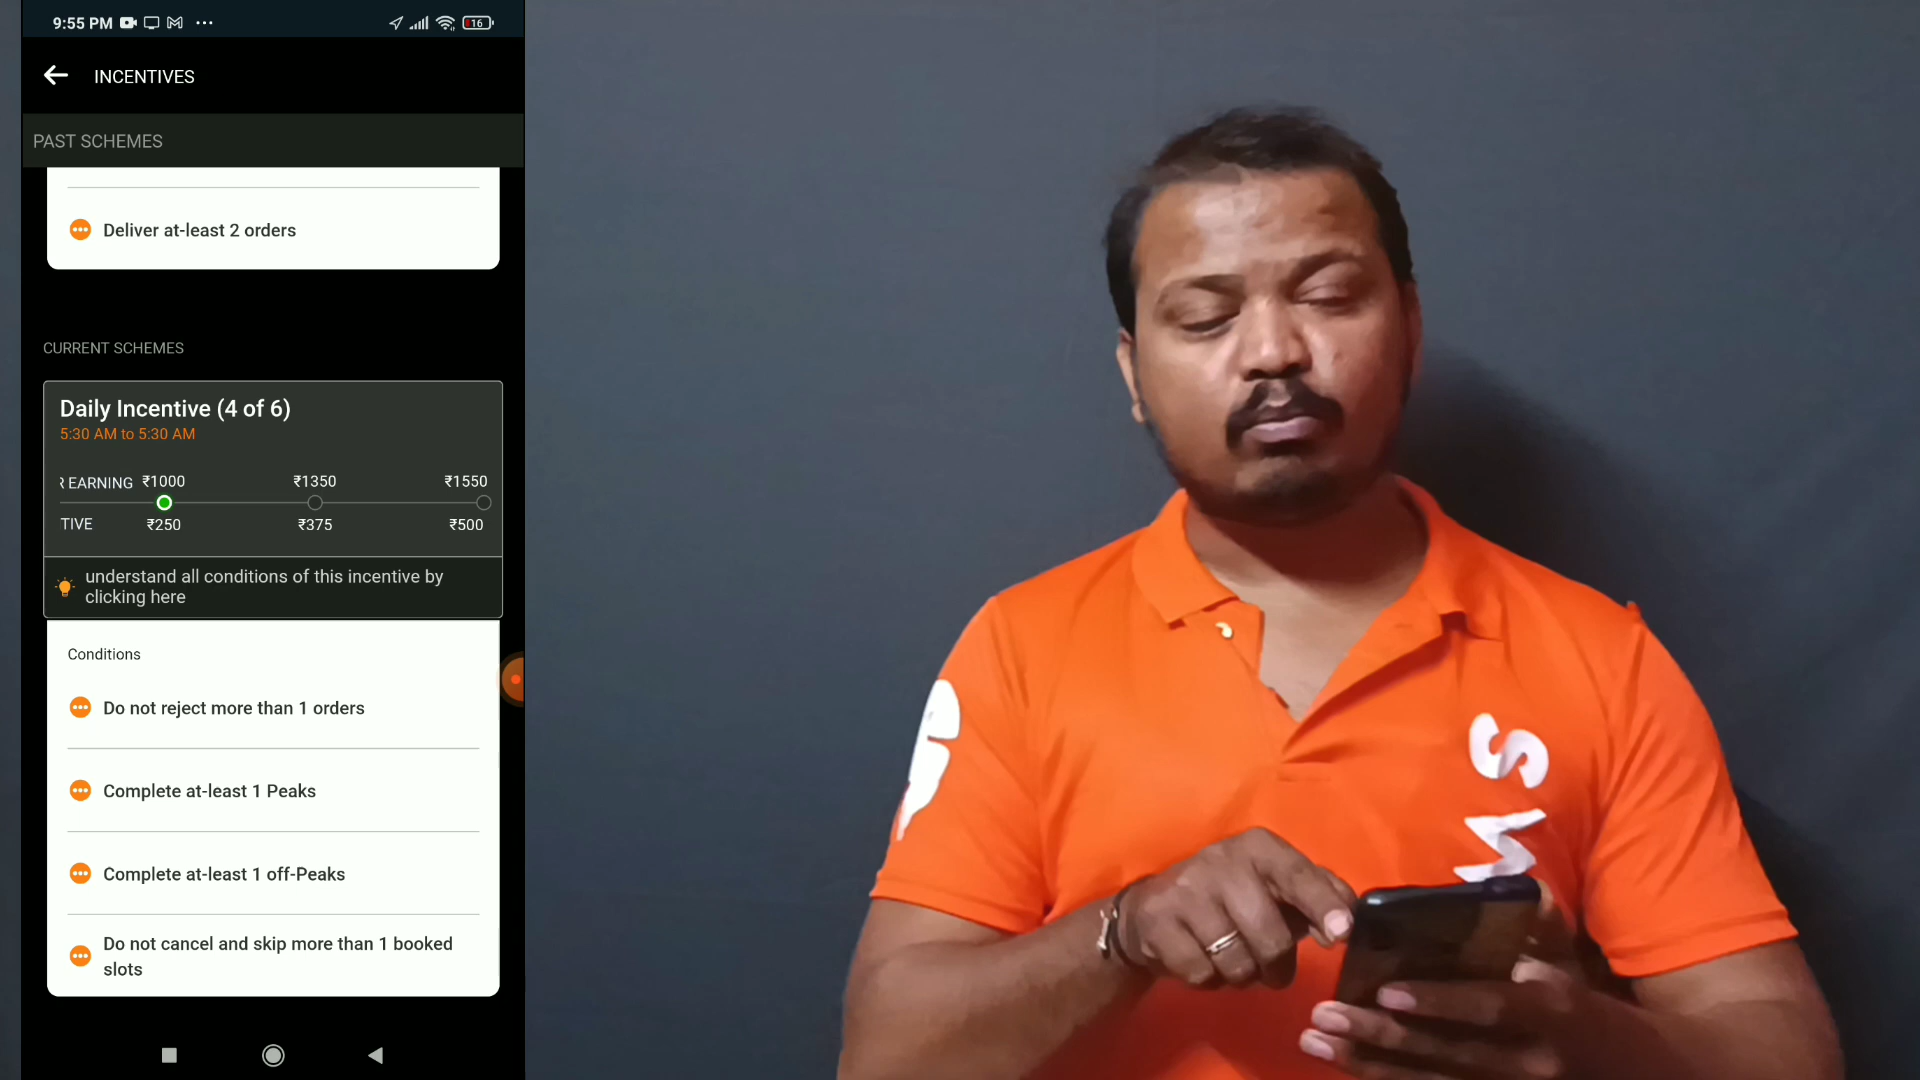 9:55 PM
16
INCENTIVES
PAST SCHEMES
Deliver at-least 2 orders
CURRENT SCHEMES
Daily Incentive (4 of 6)
5:30 AM to 5:30 AM
R EARNING ₹1000 ₹1350 ₹1550
TIVE ₹250 ₹375 ₹500
understand all conditions of this incentive by
clicking here
Conditions
Do not reject more than 1 orders
Complete at-least 1 Peaks
Complete at-least 1 off-Peaks
Do not cancel and skip more than 1 booked
slots